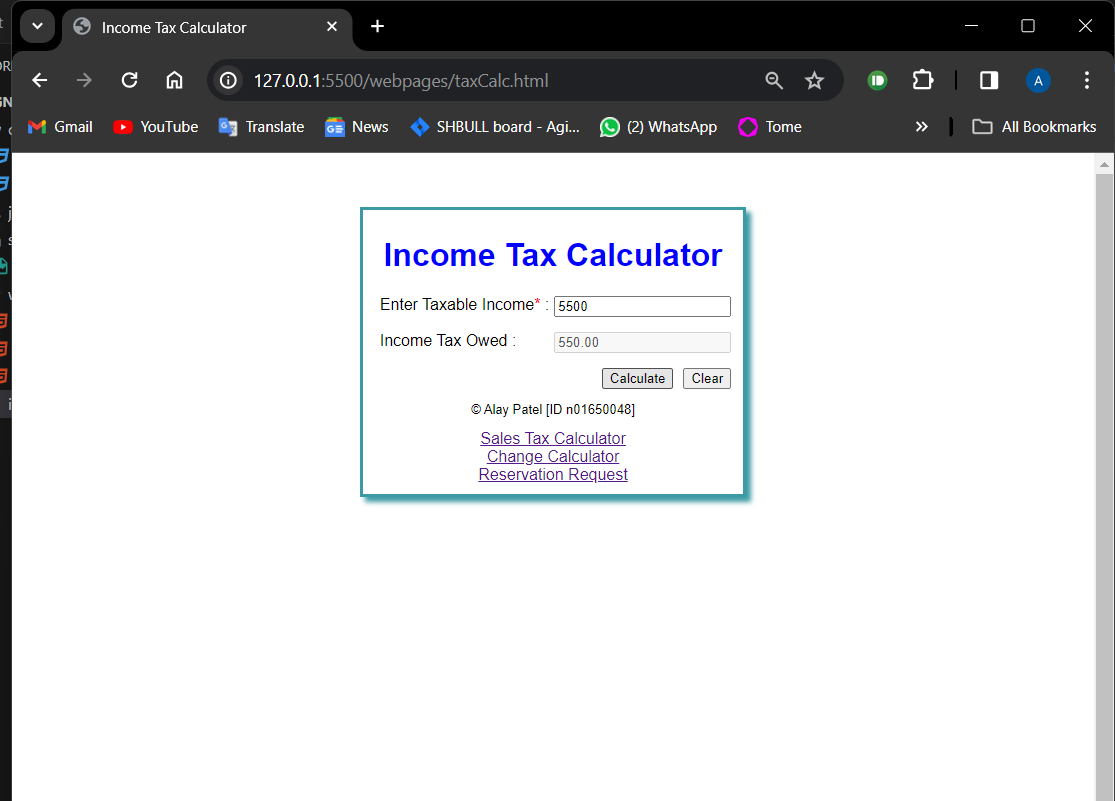 Income Tax Calculator
127.0.0.1:5500/webpages/taxCalc.html
A
Gmail YouTube Translate News SHBULL board - Agi... (2) WhatsApp Tome » All Bookmarks
Income Tax Calculator
Enter Taxable Income* : 5500
Income Tax Owed : 550.00
Calculate Clear
© Alay Patel [ID n01650048]
Sales Tax Calculator
Change Calculator
Reservation Request